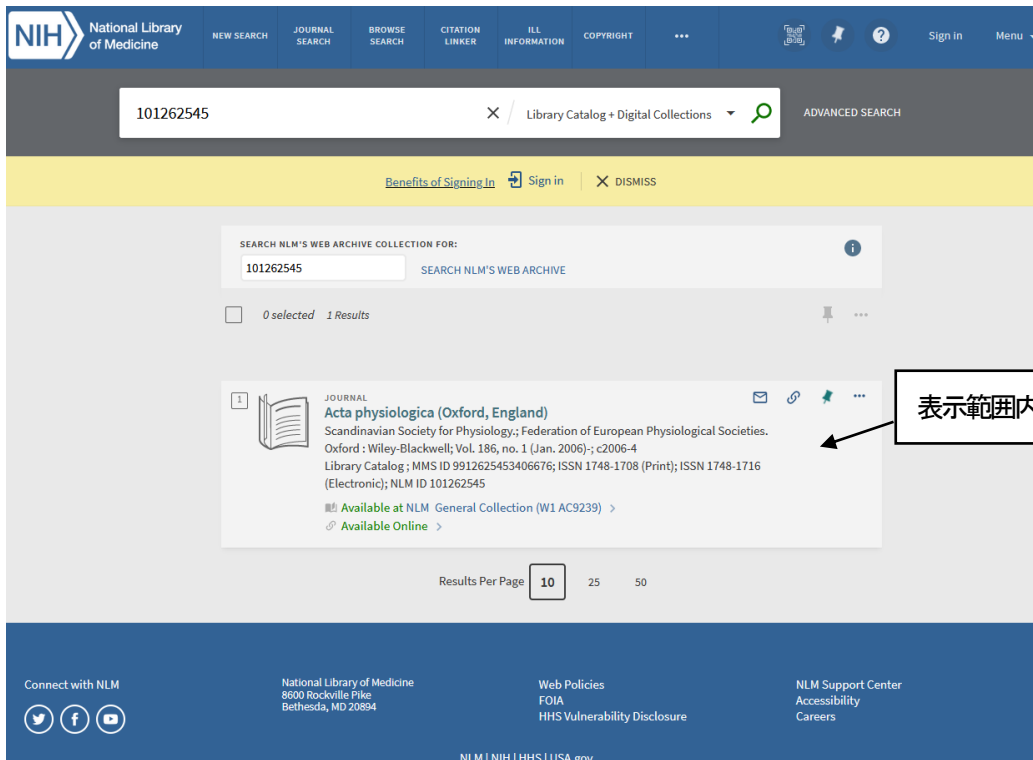 NIH National Library of Medicine
NEW SEARCH
JOURNAL SEARCH
BROWSE SEARCH
CITATION LINKER
ILL INFORMATION
COPYRIGHT
•••
Sign in
Menu
101262545
Library Catalog + Digital Collections
ADVANCED SEARCH
Benefits of Signing In
Sign in
DISMISS
SEARCH NLM'S WEB ARCHIVE COLLECTION FOR:
101262545
SEARCH NLM'S WEB ARCHIVE
0 selected 1 Results
1
JOURNAL
Acta physiologica (Oxford, England)
Scandinavian Society for Physiology.; Federation of European Physiological Societies.
Oxford : Wiley-Blackwell; Vol. 186, no. 1 (Jan. 2006)-; c2006-4
Library Catalog ; MMS ID 9912625453406676; ISSN 1748-1708 (Print); ISSN 1748-1716
(Electronic); NLM ID 101262545
Available at NLM General Collection (W1 AC9239) >
Available Online >
表示範囲内
Results Per Page 10 25 50
Connect with NLM
National Library of Medicine
8600 Rockville Pike
Bethesda, MD 20894
Web Policies
FOIA
HHS Vulnerability Disclosure
NLM Support Center
Accessibility
Careers
NLM | NIH | HHS | USA.gov